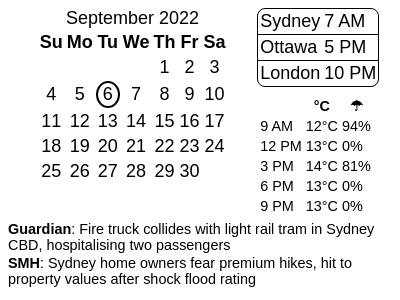 September 2022
Su Mo Tu We Th Fr Sa
1 2 3
4 5 6 7 8 9 10
11 12 13 14 15 16 17
18 19 20 21 22 23 24
25 26 27 28 29 30
Sydney 7 AM
Ottawa 5 PM
London 10 PM
°C ☂
9 AM 12°C 94%
12 PM 13°C 0%
3 PM 14°C 81%
6 PM 13°C 0%
9 PM 13°C 0%
Guardian: Fire truck collides with light rail tram in Sydney
CBD, hospitalising two passengers
SMH: Sydney home owners fear premium hikes, hit to
property values after shock flood rating